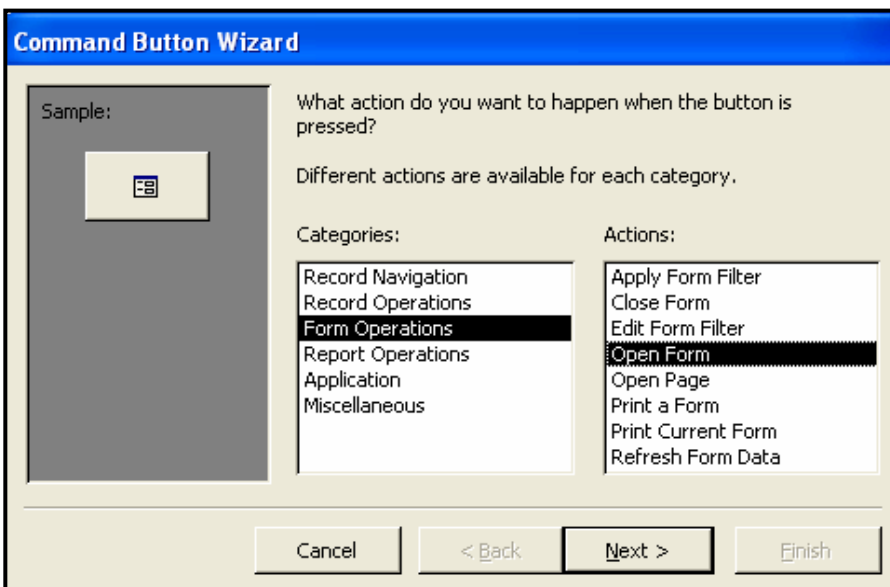 Command Button Wizard
Sample:
What action do you want to happen when the button is
pressed?
Different actions are available for each category.
Categories:
Record Navigation
Record Operations
Form Operations
Report Operations
Application
Miscellaneous
Actions:
Apply Form Filter
Close Form
Edit Form Filter
Open Form
Open Page
Print a Form
Print Current Form
Refresh Form Data
Cancel
< Back
Next >
Finish